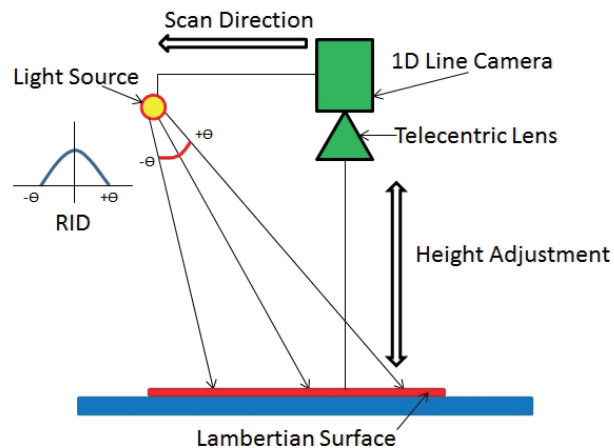 Scan Direction
Light Source
1D Line Camera
Telecentric Lens
+Ɵ
-Ɵ
-Ɵ
+Ɵ
RID
Height Adjustment
Lambertian Surface